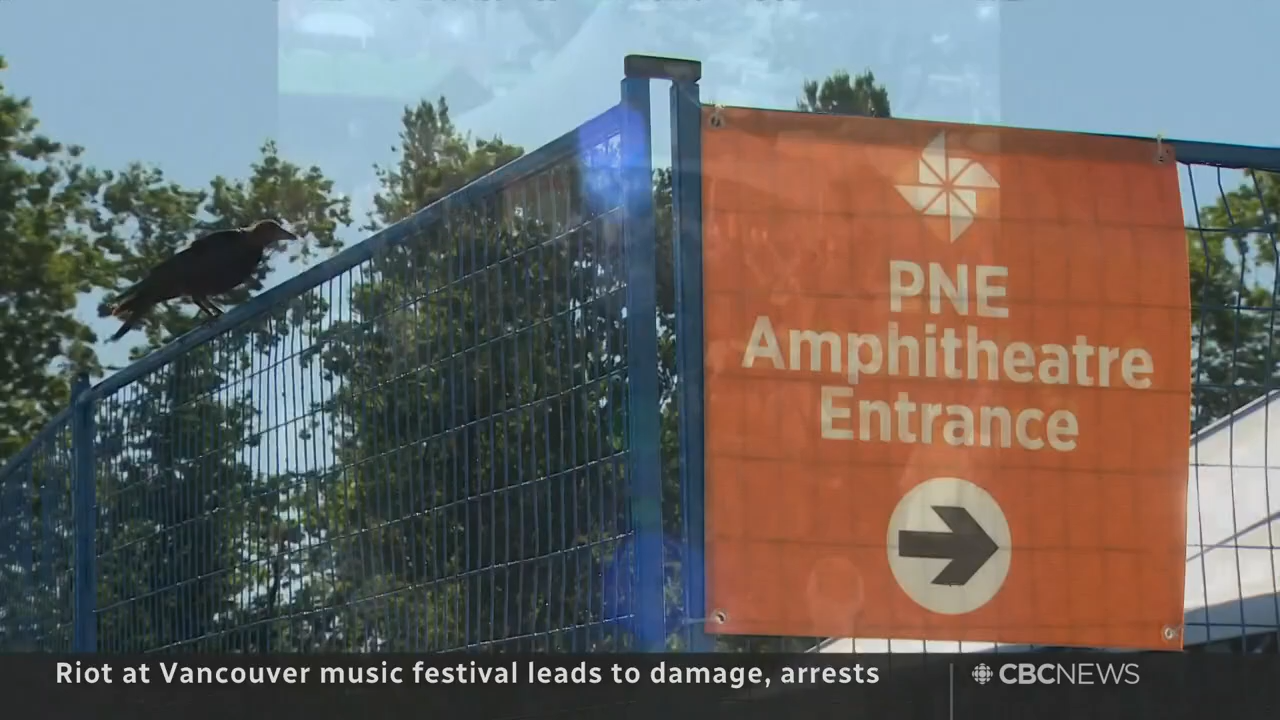 PNE
Amphitheatre
Entrance
Riot at Vancouver music festival leads to damage, arrests
CBCNEWS